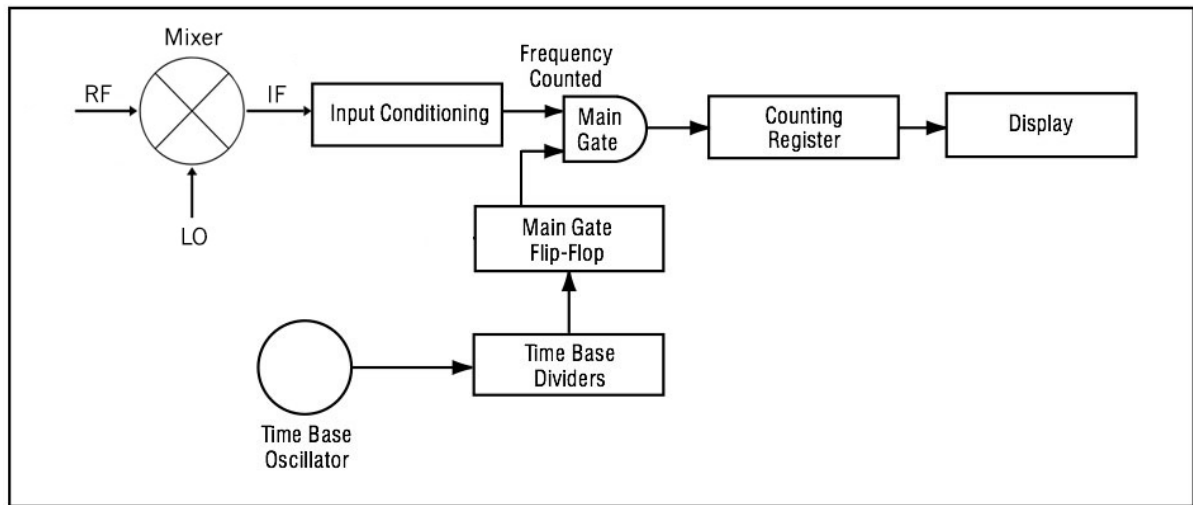 Mixer
RF
IF
LO
Input Conditioning
Frequency
Counted
Main
Gate
Counting
Register
Display
Main Gate
Flip-Flop
Time Base
Dividers
Time Base
Oscillator